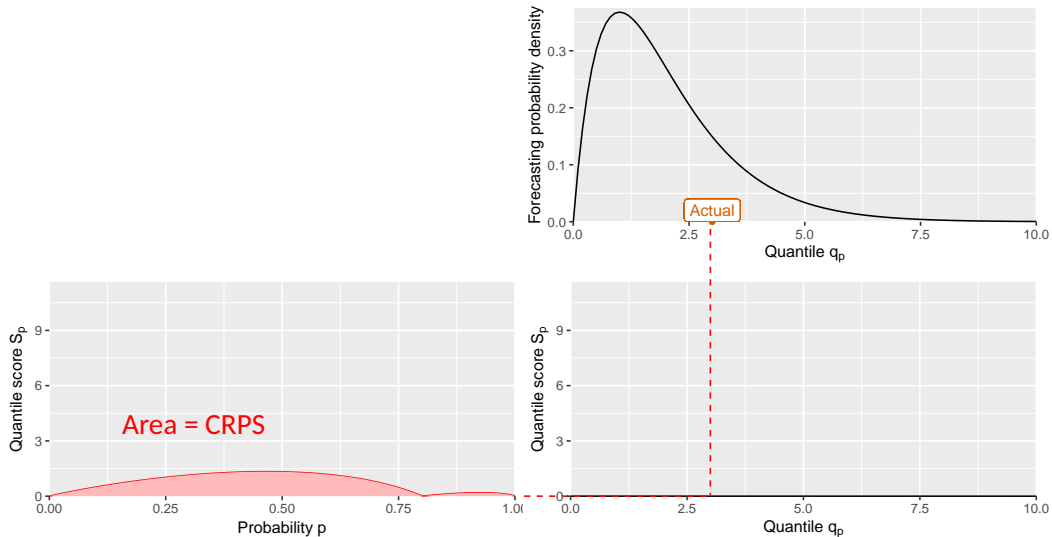 Forecasting probability density
0.3
0.2
0.1
0.0
Actual
0.0 2.5 5.0 7.5 10.0
Quantile qp
Quantile score Sp
9
6
3
0
Area = CRPS
0.00 0.25 0.50 0.75 1.00
Probability p
Quantile score Sp
9
6
3
0
0.0 2.5 5.0 7.5 10.0
Quantile qp